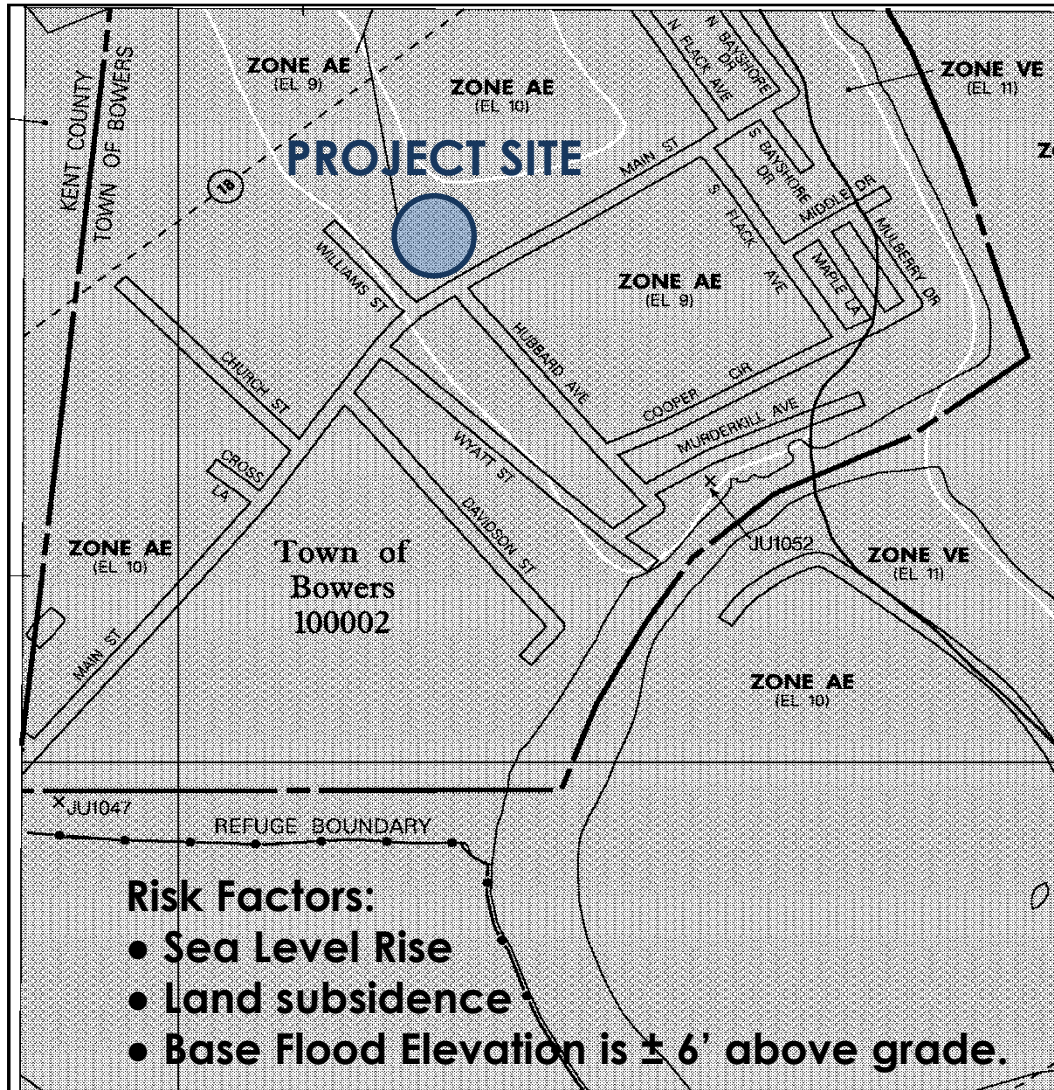 KENT COUNTY
TOWN OF BOWERS
ZONE AE
(EL 9)
ZONE AE
(EL 10)
N FLACK AVE
N BAYSHORE
DR
ZONE VE
(EL 11)
PROJECT SITE
18
MAIN ST
S BAYSHORE
DR
MIDDLE DR
MULBERRY DR
MAPLE LA
S FLACK AVE
WILLIAMS ST
ZONE AE
(EL 9)
HUBBARD AVE
CHURCH ST
COOPER CIR
MURDERKILL AVE
WYATT ST
CROSS
LA
DAVIDSON ST
JU1052
ZONE AE
(EL 10)
Town of
Bowers
100002
ZONE VE
(EL 11)
MAIN ST
ZONE AE
(EL 10)
JU1047
REFUGE BOUNDARY
Risk Factors:
● Sea Level Rise
● Land subsidence
● Base Flood Elevation is ± 6’ above grade.